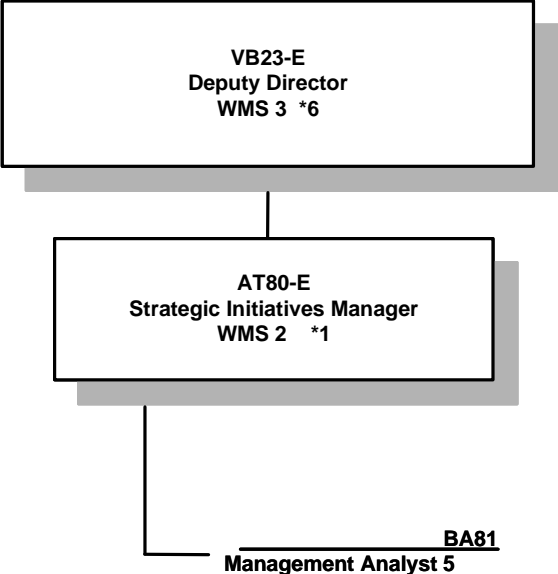 VB23-E
Deputy Director
WMS 3 *6
AT80-E
Strategic Initiatives Manager
WMS 2 *1
BA81
Management Analyst 5